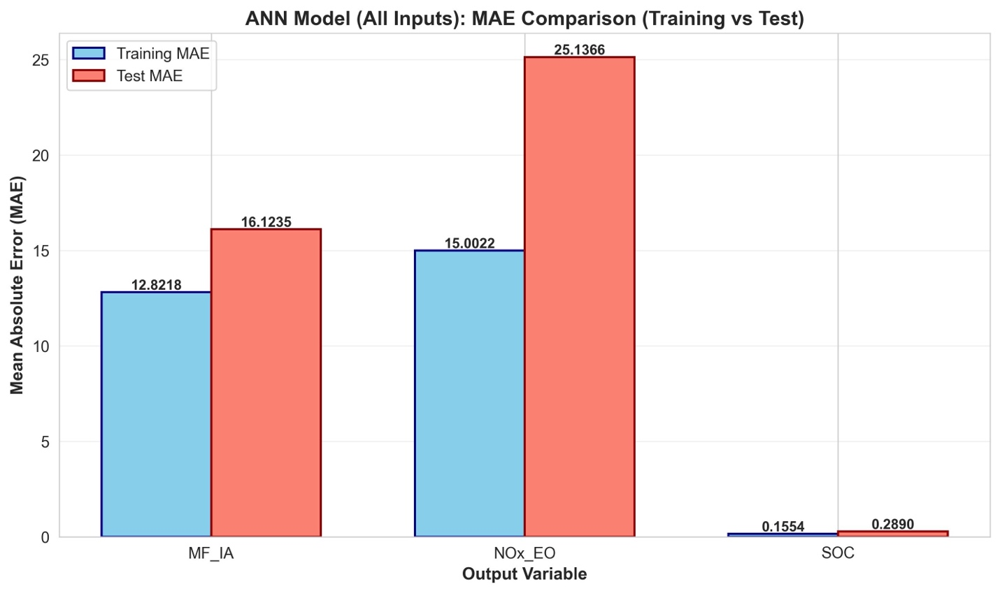 ANN Model (All Inputs): MAE Comparison (Training vs Test)
Training MAE
Test MAE
Mean Absolute Error (MAE)
25
20
15
10
5
0
12.8218
16.1235
15.0022
25.1366
0.1554
0.2890
MF_IA
NOx_EO
SOC
Output Variable